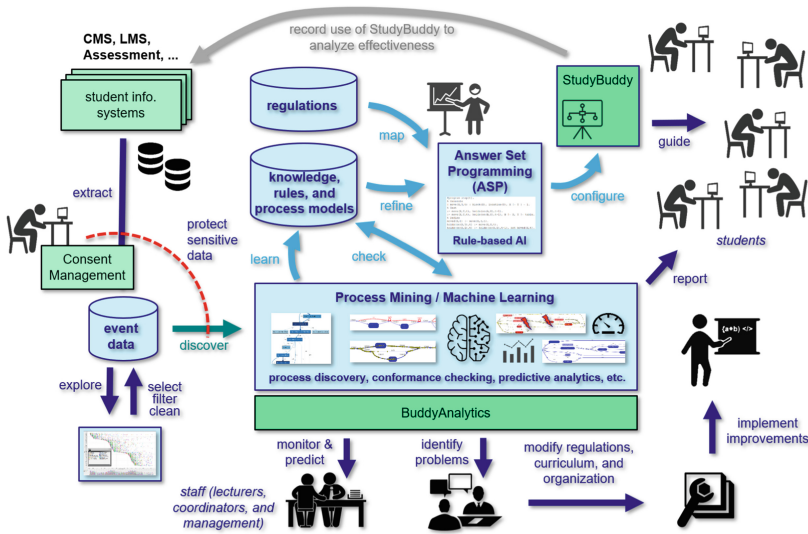 record use of StudyBuddy to
analyze effectiveness
CMS, LMS,
Assessment, ...
student info.
systems
regulations
StudyBuddy
map
guide
extract
knowledge,
rules, and
process models
Answer Set
Programming
(ASP)
refine
configure
Rule-based AI
protect
sensitive
data
students
Consent
Management
learn
check
report
event
data
discover
Process Mining / Machine Learning
process discovery, conformance checking, predictive analytics, etc.
{a*b} </>
explore
select
filter
clean
BuddyAnalytics
monitor &
predict
identify
problems
modify regulations,
curriculum, and
organization
implement
improvements
staff (lecturers,
coordinators, and
management)